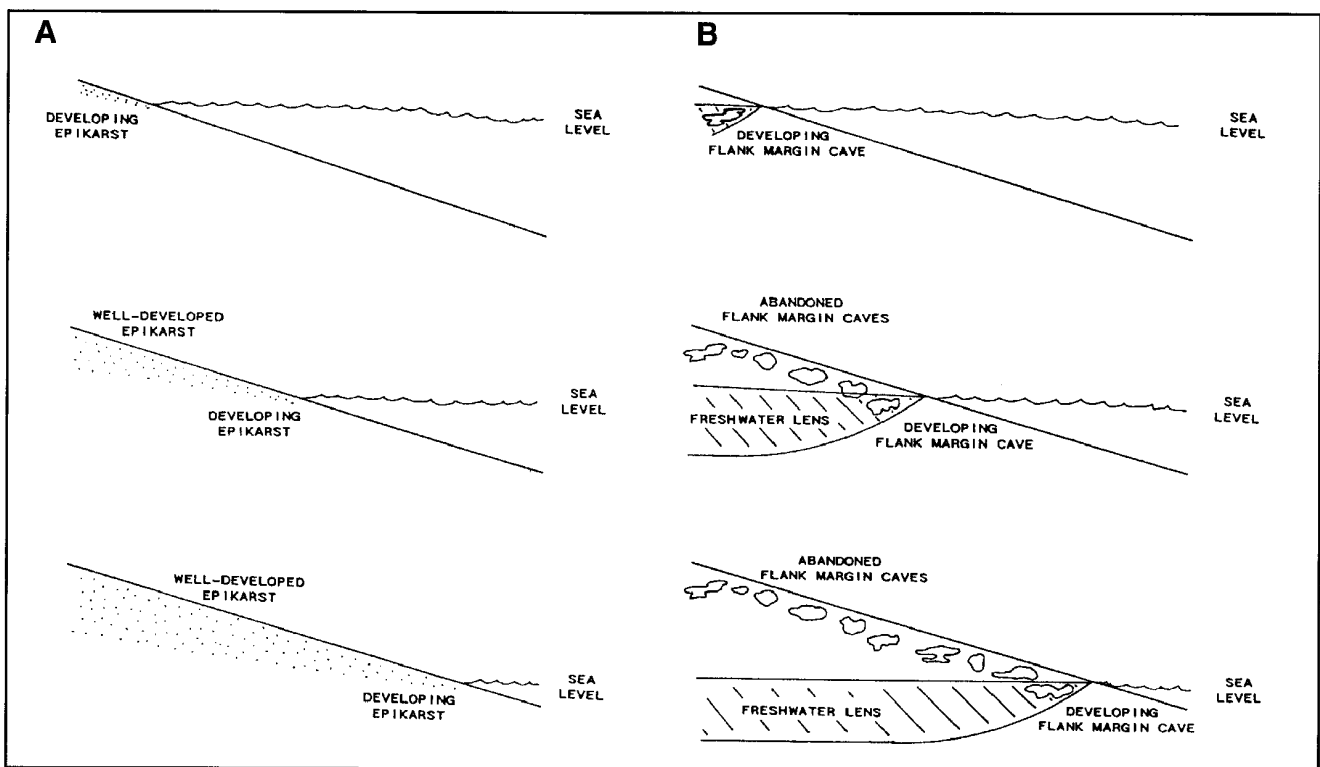 A
DEVELOPING
EPIKARST
SEA
LEVEL
WELL-DEVELOPED
EPIKARST
DEVELOPING
EPIKARST
SEA
LEVEL
WELL-DEVELOPED
EPIKARST
DEVELOPING
EPIKARST
SEA
LEVEL
B
DEVELOPING
FLANK MARGIN CAVE
SEA
LEVEL
ABANDONED
FLANK MARGIN CAVES
FRESHWATER LENS
DEVELOPING
FLANK MARGIN CAVE
SEA
LEVEL
ABANDONED
FLANK MARGIN CAVES
FRESHWATER LENS
DEVELOPING
FLANK MARGIN CAVE
SEA
LEVEL